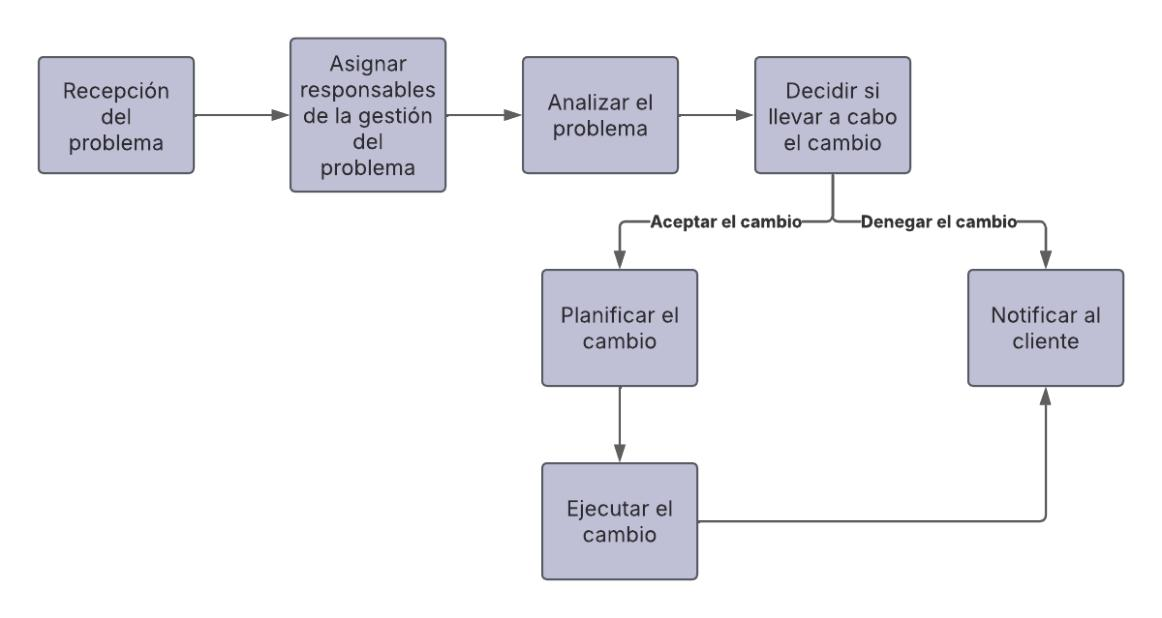 Recepción
del
problema
Asignar
responsables
de la gestión
del
problema
Analizar el
problema
Decidir si
llevar a cabo
el cambio
Aceptar el cambio
Denegar el cambio
Planificar el
cambio
Notificar al
cliente
Ejecutar el
cambio